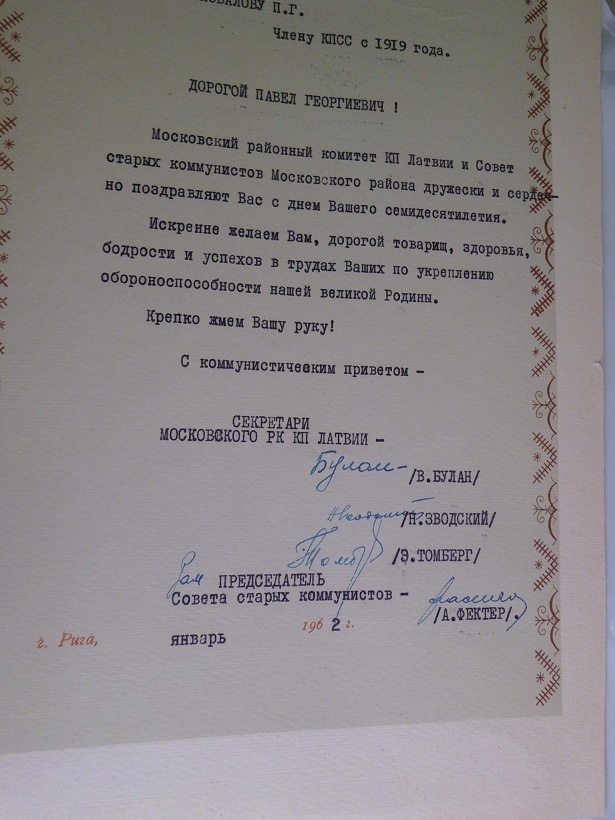 П.Г.
Члену КПСС с 1919 года.
ДОРОГОЙ ПАВЕЛ ГЕОРГИЕВИЧ !
Московский районный комитет КП Латвии и Совет
старых коммунистов Московского района дружески и сердеч-
но поздравляют Вас с днем Вашего семидесятилетия.
Искренне желаем Вам, дорогой товарищ, здоровья,
бодрости и успехов в трудах Ваших по укреплению
обороноспособности нашей великой Родины.
Крепко жмем Вашу руку!
С коммунистическим приветом -
СЕКРЕТАРИ
МОСКОВСКОГО РК КП ЛАТВИИ -
Булан
/В.БУЛАН/
/Н.ЗВОДСКИЙ/
Томб
/Э.ТОМБЕРГ/
Зам ПРЕДСЕДАТЕЛЬ
Совета старых коммунистов -
/А.ФЕКТЕР/.
г. Рига, январь 1962 г.